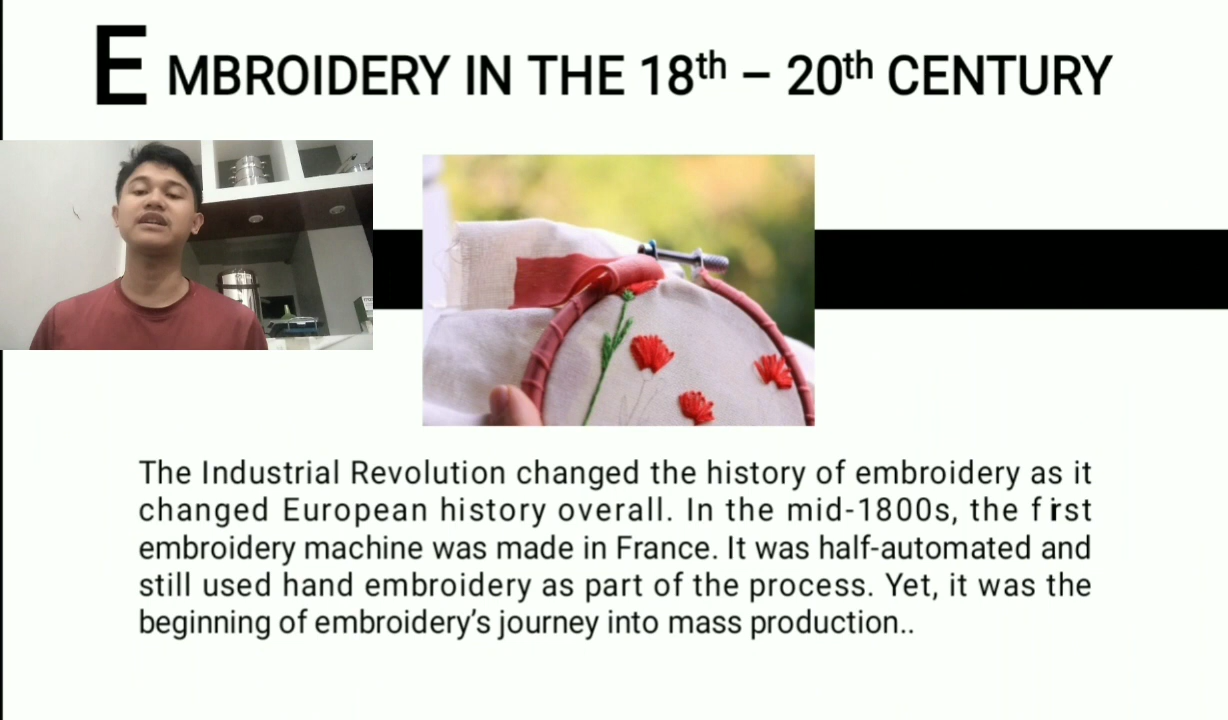 EMBROIDERY IN THE 18th – 20th CENTURY
The Industrial Revolution changed the history of embroidery as it
changed European history overall. In the mid-1800s, the first
embroidery machine was made in France. It was half-automated and
still used hand embroidery as part of the process. Yet, it was the
beginning of embroidery’s journey into mass production..